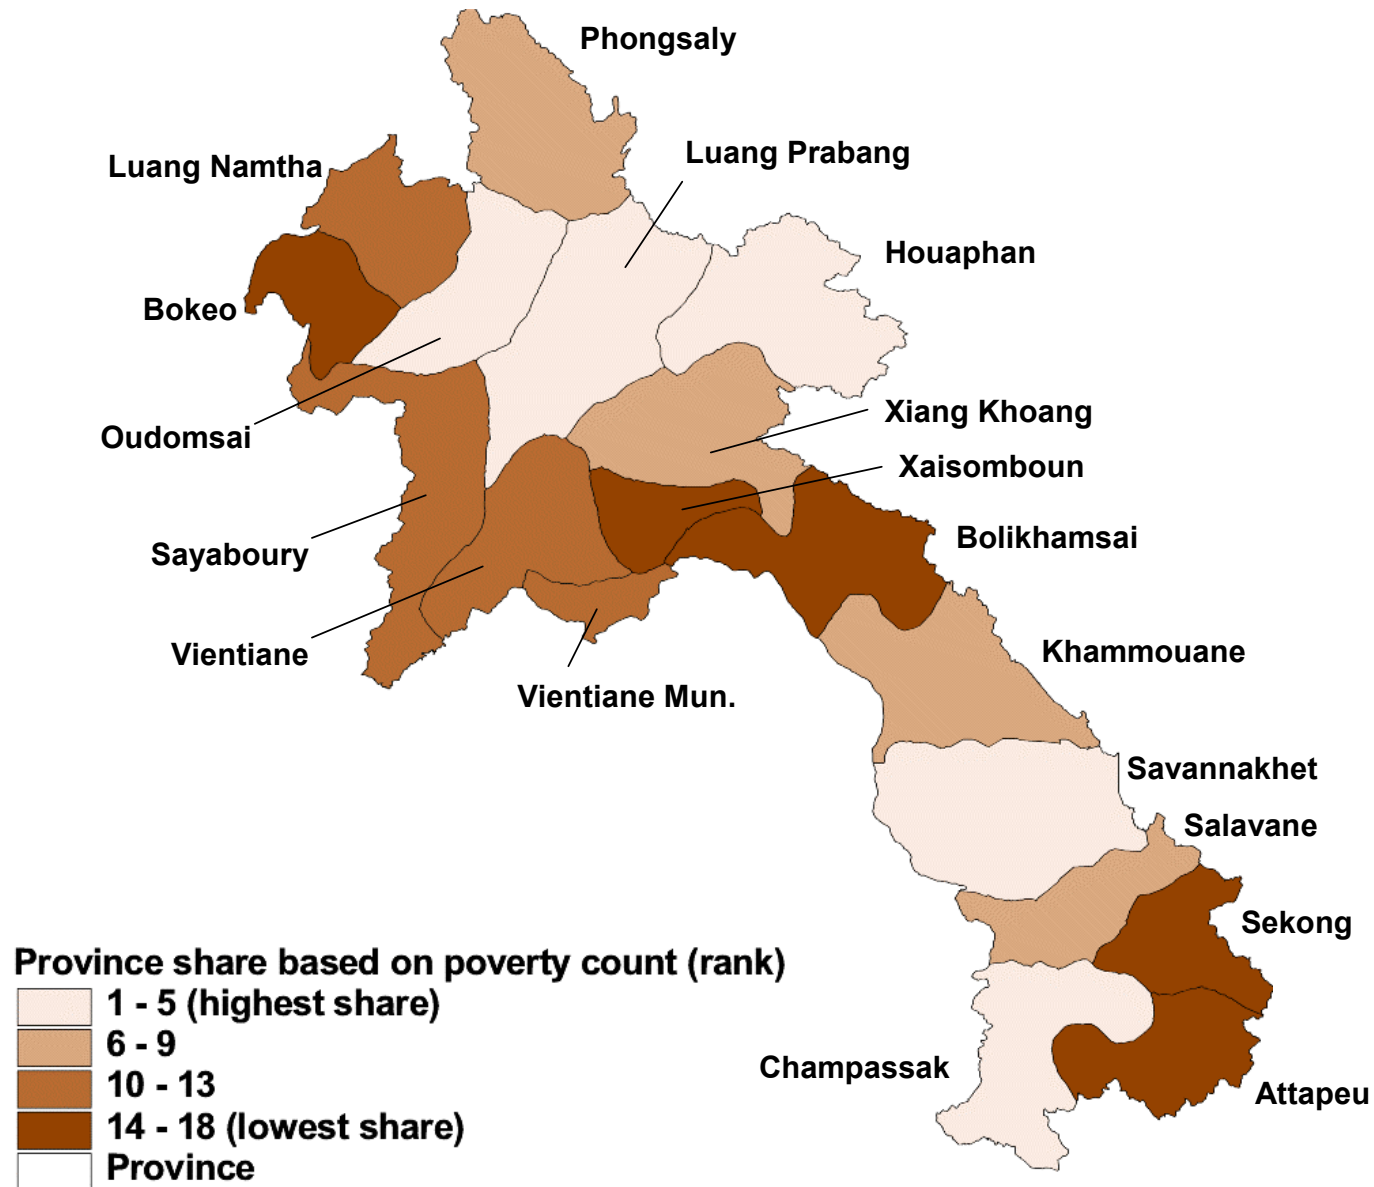 Phongsaly
Luang Prabang
Luang Namtha
Houaphan
Bokeo
Xiang Khoang
Oudomsai
Xaisomboun
Bolikhamsai
Sayaboury
Vientiane
Khammouane
Vientiane Mun.
Savannakhet
Salavane
Sekong
Champassak
Attapeu
Province share based on poverty count (rank)
1 - 5 (highest share)
6 - 9
10 - 13
14 - 18 (lowest share)
Province